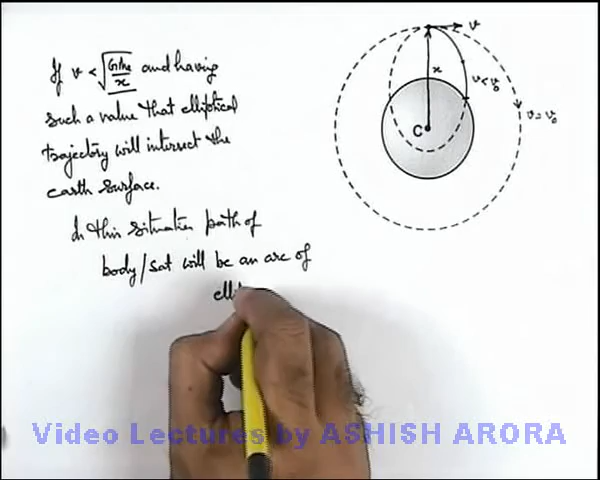 If v < √(GMe/x) and having
such a value that elliptical
trajectory will intersect the
earth surface.
In this situation path of
body/sat will be an arc of
elli
v
x
v < v₀
C
v = v₀
Video Lectures by ASHISH ARORA